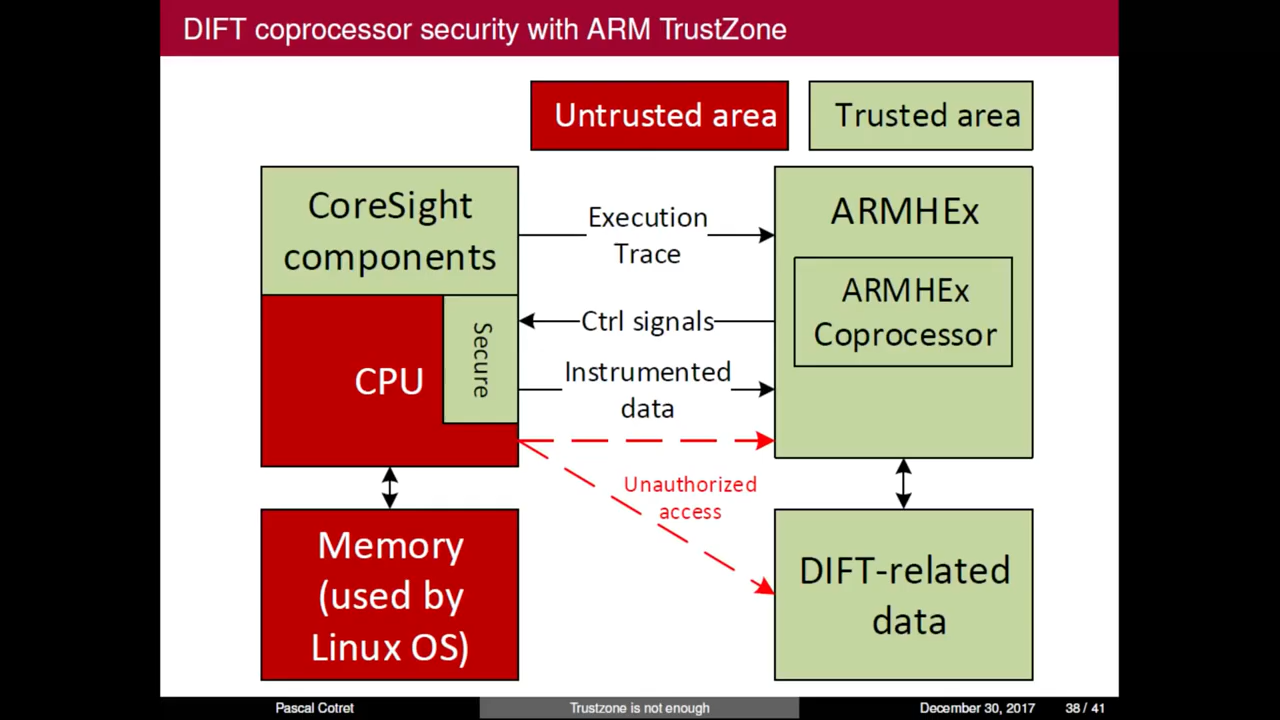 DIFT coprocessor security with ARM TrustZone
Untrusted area
Trusted area
CoreSight
components
Execution
Trace
ARMHEx
ARMHEx
Coprocessor
Secure
Ctrl signals
CPU
Instrumented
data
Unauthorized
access
Memory
(used by
Linux OS)
DIFT-related
data
Pascal Cotret
Trustzone is not enough
December 30, 2017
38 / 41